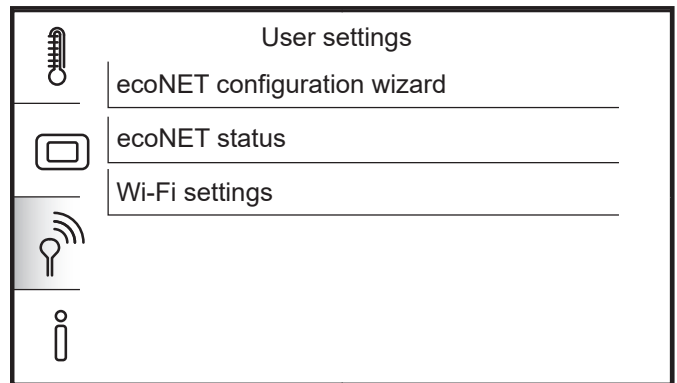 User settings
ecoNET configuration wizard
ecoNET status
Wi-Fi settings